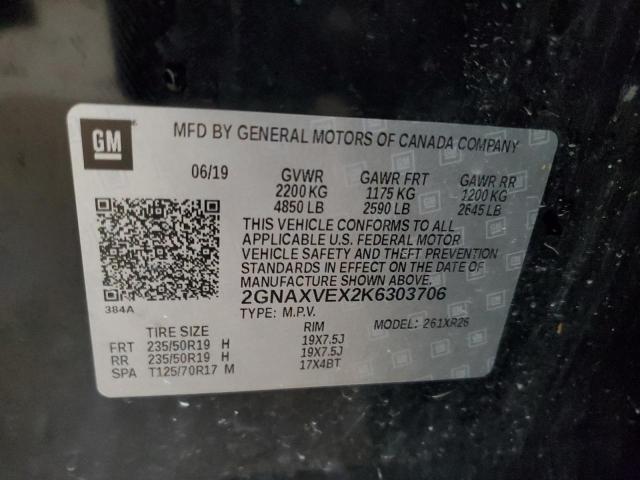 GM
MFD BY GENERAL MOTORS OF CANADA COMPANY
06/19 GVWR GAWR FRT GAWR RR
2200 KG 1175 KG 1200 KG
4850 LB 2590 LB 2645 LB
THIS VEHICLE CONFORMS TO ALL
APPLICABLE U.S. FEDERAL MOTOR
VEHICLE SAFETY AND THEFT PREVENTION
STANDARDS IN EFFECT ON THE DATE OF
MANUFACTURE SHOWN ABOVE.
384A
2GNAXVEX2K6303706
TYPE: M.P.V. MODEL: 261XR26
TIRE SIZE RIM
FRT 235/50R19 H 19X7.5J
RR 235/50R19 H 19X7.5J
SPA T125/70R17 M 17X4BT